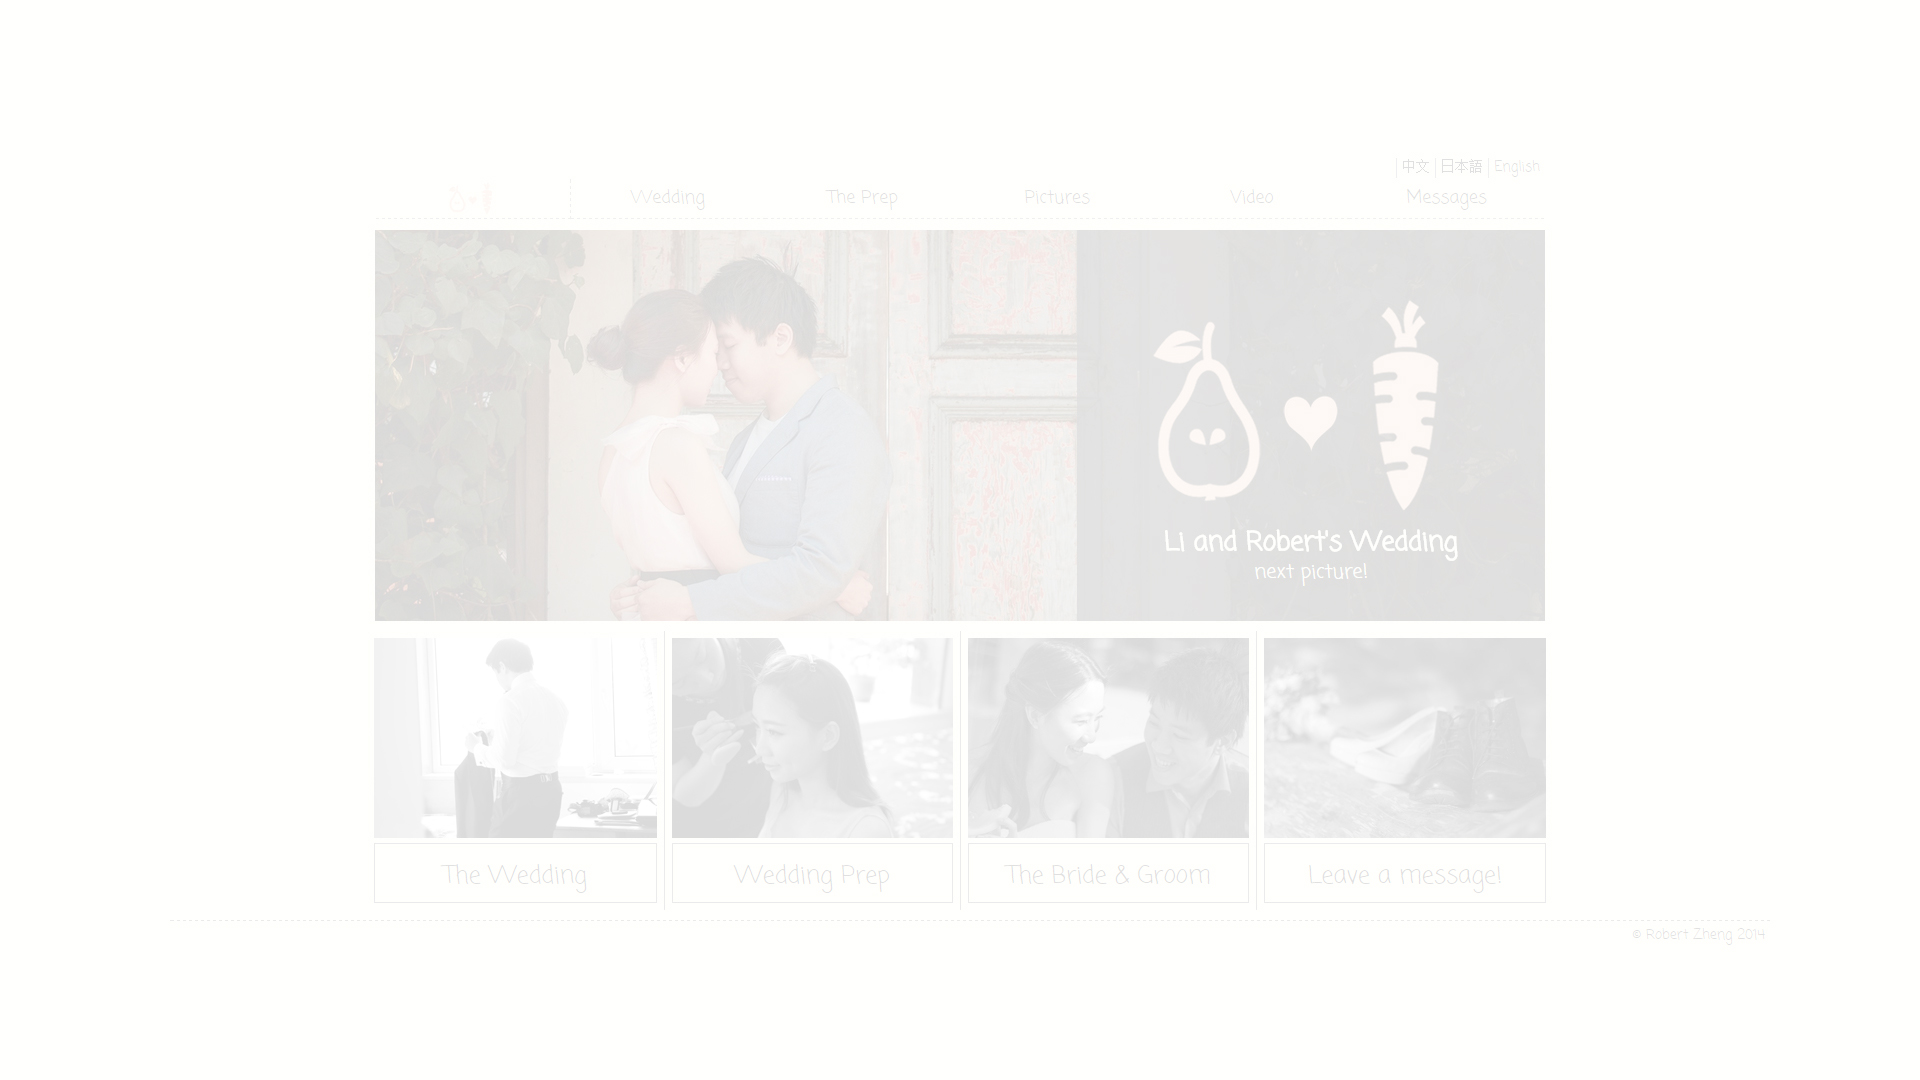 中文 日本語 English
Wedding The Prep Pictures Video Messages
Li and Robert's Wedding
next picture!
The Wedding Wedding Prep The Bride & Groom Leave a message!
© Robert Zheng 2014